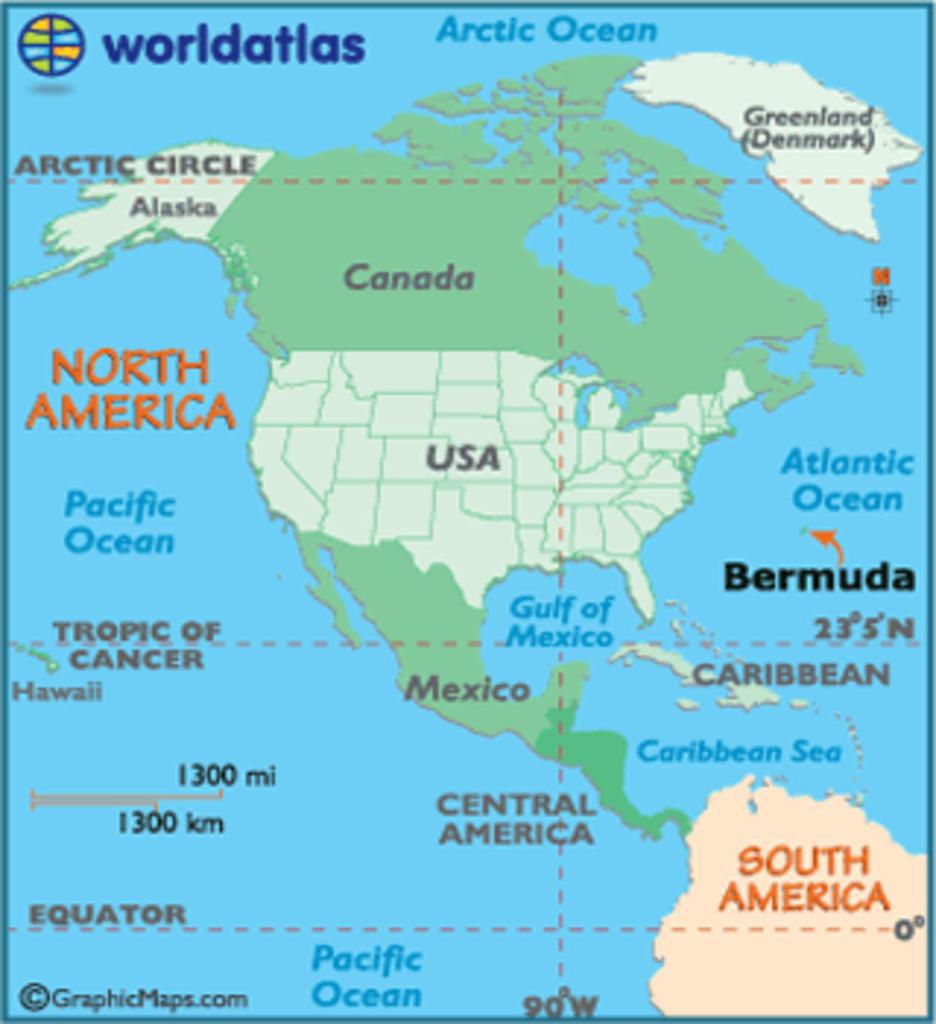 worldatlas
Arctic Ocean
Greenland
(Denmark)
ARCTIC CIRCLE
Alaska
Canada
N
NORTH
AMERICA
USA
Atlantic
Ocean
Pacific
Ocean
Bermuda
Gulf of
Mexico
23°5'N
TROPIC OF
CANCER
CARIBBEAN
Hawaii
Mexico
Caribbean Sea
1300 mi
1300 km
CENTRAL
AMERICA
SOUTH
AMERICA
EQUATOR
0°
Pacific
Ocean
©GraphicMaps.com
90°W